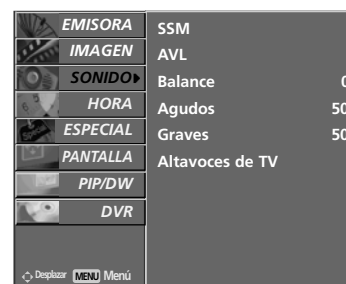 EMISORA
IMAGEN
SONIDO
HORA
ESPECIAL
PANTALLA
PIP/DW
DVR
Desplazar MENU Menú
SSM
AVL
Balance 0
Agudos 50
Graves 50
Altavoces de TV